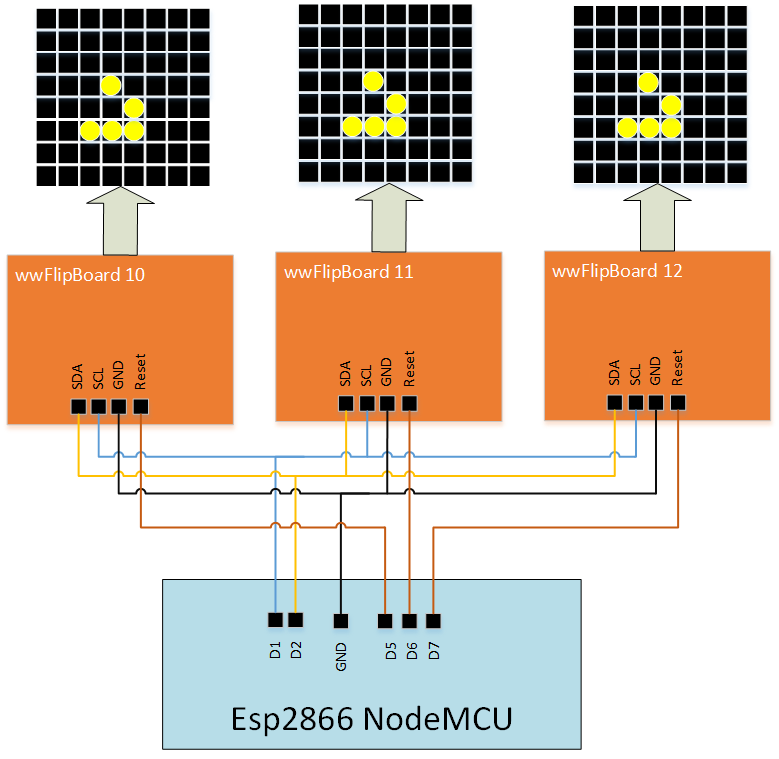 wwFlipBoard 10
wwFlipBoard 11
wwFlipBoard 12
SDA
SCL
GND
Reset
SDA
SCL
GND
Reset
SDA
SCL
GND
Reset
D1
D2
GND
D5
D6
D7
Esp2866 NodeMCU